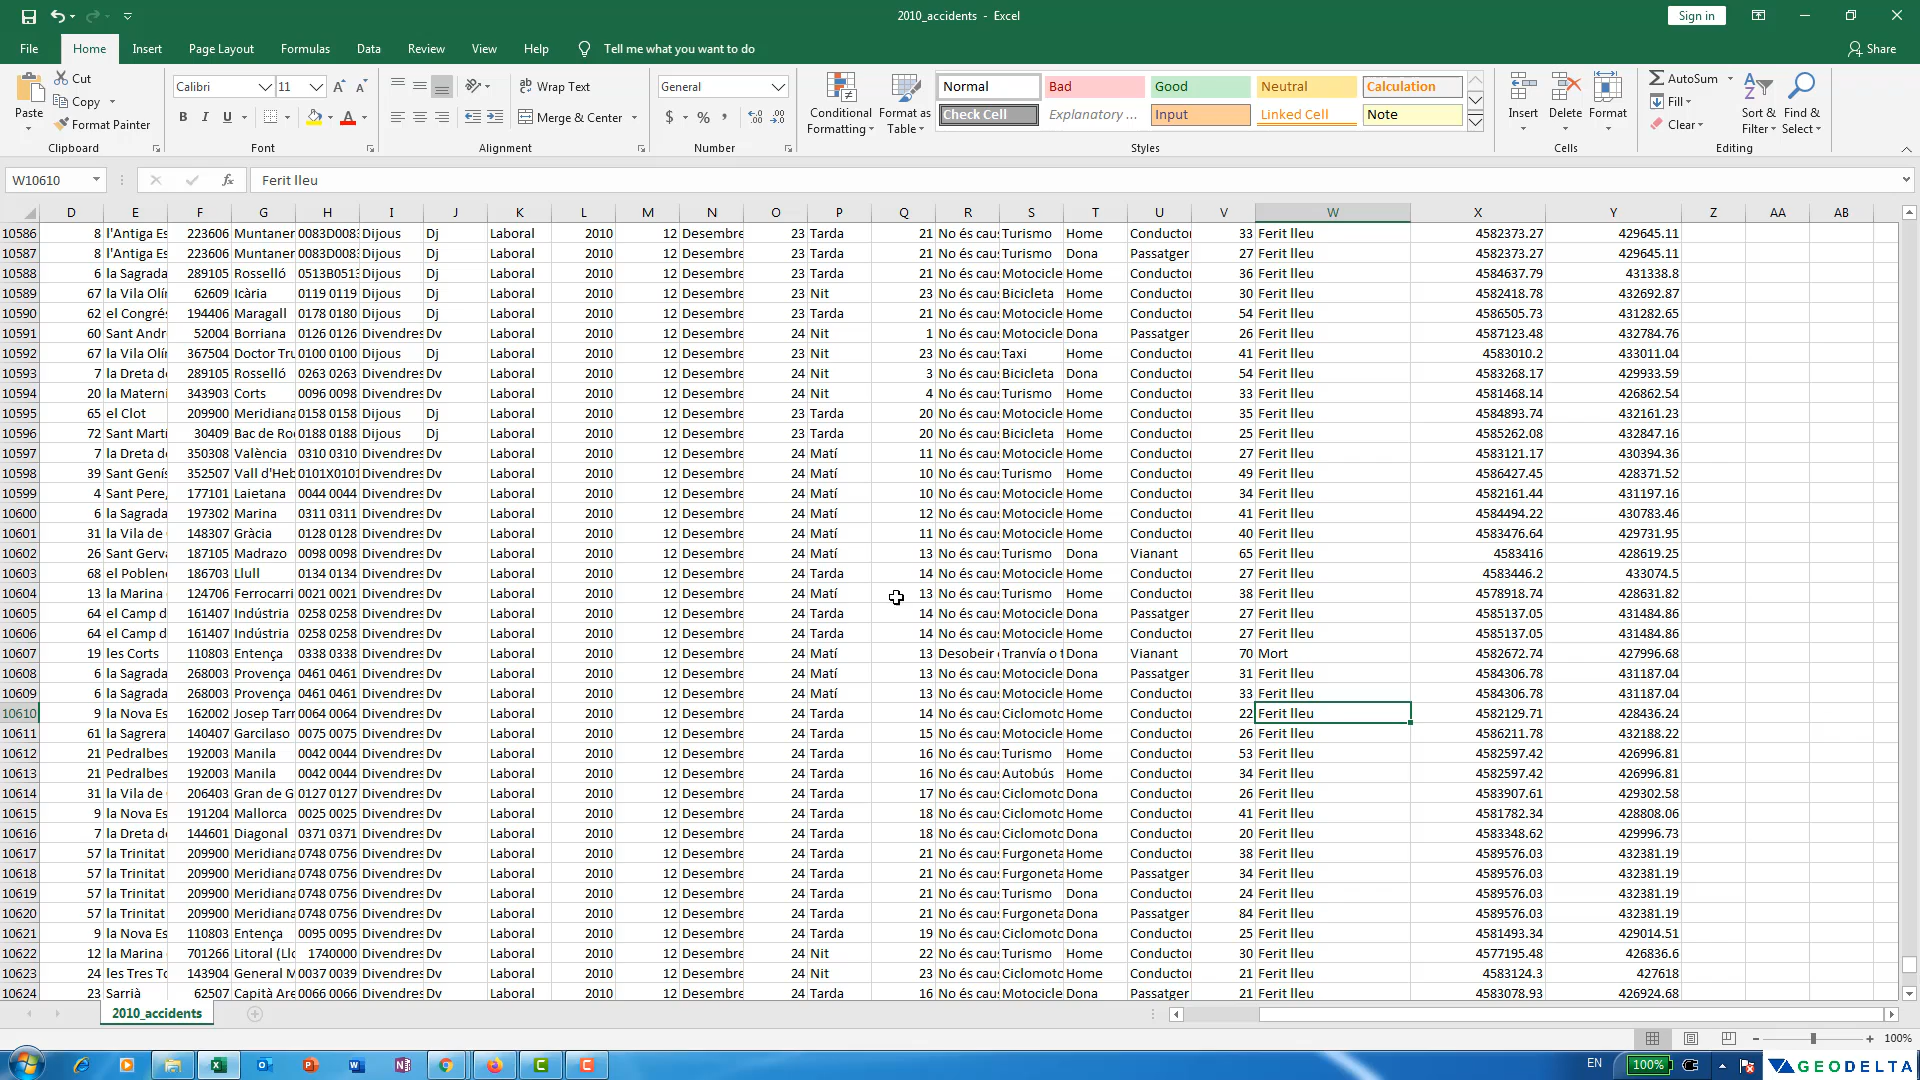 2010_accidents - Excel
Sign in
File Home Insert Page Layout Formulas Data Review View Help Tell me what you want to do Share
Cut
Copy
Format Painter
Paste
Clipboard
Calibri 11
B I U
Font
Wrap Text
Merge & Center
Alignment
General
$ % ,
Number
Conditional Formatting
Format as Table
Normal Bad Good Neutral Calculation
Check Cell Explanatory ... Input Linked Cell Note
Styles
Insert Delete Format
Cells
AutoSum
Fill
Clear
Sort & Filter
Find & Select
Editing
W10610 fx Ferit lleu
D E F G H I J K L M N O P Q R S T U V W X Y Z AA AB
10586 8 l'Antiga Es 223606 Muntaner 0083D0083 Dijous Dj Laboral 2010 12 Desembre 23 Tarda 21 No és cau Turismo Home Conductor 33 Ferit lleu 4582373.27 429645.11
10587 8 l'Antiga Es 223606 Muntaner 0083D0083 Dijous Dj Laboral 2010 12 Desembre 23 Tarda 21 No és cau Turismo Dona Passatger 27 Ferit lleu 4582373.27 429645.11
10588 6 la Sagrada 289105 Rosselló 0513B0513 Dijous Dj Laboral 2010 12 Desembre 23 Tarda 21 No és cau Motocicle Home Conductor 36 Ferit lleu 4584637.79 431338.8
10589 67 la Vila Olí 62609 Icària 0119 0119 Dijous Dj Laboral 2010 12 Desembre 23 Nit 23 No és cau Bicicleta Home Conductor 30 Ferit lleu 4582418.78 432692.87
10590 62 el Congrés 194406 Maragall 0178 0180 Dijous Dj Laboral 2010 12 Desembre 23 Tarda 21 No és cau Motocicle Home Conductor 54 Ferit lleu 4586505.73 431282.65
10591 60 Sant Andr 52004 Borriana 0126 0126 Divendres Dv Laboral 2010 12 Desembre 24 Nit 1 No és cau Motocicle Dona Passatger 26 Ferit lleu 4587123.48 432784.76
10592 67 la Vila Olí 367504 Doctor Tru 0100 0100 Dijous Dj Laboral 2010 12 Desembre 23 Nit 23 No és cau Taxi Home Conductor 41 Ferit lleu 4583010.2 433011.04
10593 7 la Dreta d 289105 Rosselló 0263 0263 Divendres Dv Laboral 2010 12 Desembre 24 Nit 3 No és cau Bicicleta Dona Conductor 54 Ferit lleu 4583268.17 429933.59
10594 20 la Materni 343903 Corts 0096 0098 Divendres Dv Laboral 2010 12 Desembre 24 Nit 4 No és cau Turismo Home Conductor 33 Ferit lleu 4581468.14 426862.54
10595 65 el Clot 209900 Meridiana 0158 0158 Dijous Dj Laboral 2010 12 Desembre 23 Tarda 20 No és cau Motocicle Home Conductor 35 Ferit lleu 4584893.74 432161.23
10596 72 Sant Martí 30409 Bac de Ro 0188 0188 Dijous Dj Laboral 2010 12 Desembre 23 Tarda 20 No és cau Bicicleta Home Conductor 25 Ferit lleu 4585262.08 432847.16
10597 7 la Dreta d 350308 València 0310 0310 Divendres Dv Laboral 2010 12 Desembre 24 Matí 11 No és cau Motocicle Home Conductor 27 Ferit lleu 4583121.17 430394.36
10598 39 Sant Genís 352507 Vall d'Heb 0101X0101 Divendres Dv Laboral 2010 12 Desembre 24 Matí 10 No és cau Turismo Home Conductor 49 Ferit lleu 4586427.45 428371.52
10599 4 Sant Pere, 177101 Laietana 0044 0044 Divendres Dv Laboral 2010 12 Desembre 24 Matí 10 No és cau Motocicle Home Conductor 34 Ferit lleu 4582161.44 431197.16
10600 6 la Sagrada 197302 Marina 0311 0311 Divendres Dv Laboral 2010 12 Desembre 24 Matí 12 No és cau Motocicle Home Conductor 41 Ferit lleu 4584494.22 430783.46
10601 31 la Vila de 148307 Gràcia 0128 0128 Divendres Dv Laboral 2010 12 Desembre 24 Matí 11 No és cau Motocicle Home Conductor 40 Ferit lleu 4583476.64 429731.95
10602 26 Sant Gerv 187105 Madrazo 0098 0098 Divendres Dv Laboral 2010 12 Desembre 24 Matí 13 No és cau Turismo Dona Vianant 65 Ferit lleu 4583416 428619.25
10603 68 el Poblen 186703 Llull 0134 0134 Divendres Dv Laboral 2010 12 Desembre 24 Tarda 14 No és cau Motocicle Home Conductor 27 Ferit lleu 4583446.2 433074.5
10604 13 la Marina 124706 Ferrocarri 0021 0021 Divendres Dv Laboral 2010 12 Desembre 24 Matí 13 No és cau Turismo Home Conductor 38 Ferit lleu 4578918.74 428631.82
10605 64 el Camp d 161407 Indústria 0258 0258 Divendres Dv Laboral 2010 12 Desembre 24 Tarda 14 No és cau Motocicle Dona Passatger 27 Ferit lleu 4585137.05 431484.86
10606 64 el Camp d 161407 Indústria 0258 0258 Divendres Dv Laboral 2010 12 Desembre 24 Tarda 14 No és cau Motocicle Home Conductor 27 Ferit lleu 4585137.05 431484.86
10607 19 les Corts 110803 Entença 0338 0338 Divendres Dv Laboral 2010 12 Desembre 24 Matí 13 Desobeir Tranvía o t Dona Vianant 70 Mort 4582672.74 427996.68
10608 6 la Sagrada 268003 Provença 0461 0461 Divendres Dv Laboral 2010 12 Desembre 24 Matí 13 No és cau Motocicle Dona Passatger 31 Ferit lleu 4584306.78 431187.04
10609 6 la Sagrada 268003 Provença 0461 0461 Divendres Dv Laboral 2010 12 Desembre 24 Matí 13 No és cau Motocicle Home Conductor 33 Ferit lleu 4584306.78 431187.04
10610 9 la Nova Es 162002 Josep Tarr 0064 0064 Divendres Dv Laboral 2010 12 Desembre 24 Tarda 14 No és cau Ciclomoto Home Conductor 22 Ferit lleu 4582129.71 428436.24
10611 61 la Sagrera 140407 Garcilaso 0075 0075 Divendres Dv Laboral 2010 12 Desembre 24 Tarda 15 No és cau Motocicle Home Conductor 26 Ferit lleu 4586211.78 432188.22
10612 21 Pedralbes 192003 Manila 0042 0044 Divendres Dv Laboral 2010 12 Desembre 24 Tarda 16 No és cau Turismo Home Conductor 53 Ferit lleu 4582597.42 426996.81
10613 21 Pedralbes 192003 Manila 0042 0044 Divendres Dv Laboral 2010 12 Desembre 24 Tarda 16 No és cau Autobús Home Conductor 34 Ferit lleu 4582597.42 426996.81
10614 31 la Vila de 206403 Gran de G 0127 0127 Divendres Dv Laboral 2010 12 Desembre 24 Tarda 17 No és cau Ciclomoto Dona Conductor 26 Ferit lleu 4583907.61 429302.58
10615 9 la Nova Es 191204 Mallorca 0025 0025 Divendres Dv Laboral 2010 12 Desembre 24 Tarda 18 No és cau Ciclomoto Home Conductor 41 Ferit lleu 4581782.34 428808.06
10616 7 la Dreta d 144601 Diagonal 0371 0371 Divendres Dv Laboral 2010 12 Desembre 24 Tarda 18 No és cau Ciclomoto Dona Conductor 20 Ferit lleu 4583348.62 429996.73
10617 57 la Trinitat 209900 Meridiana 0748 0756 Divendres Dv Laboral 2010 12 Desembre 24 Tarda 21 No és cau Furgoneta Home Conductor 38 Ferit lleu 4589576.03 432381.19
10618 57 la Trinitat 209900 Meridiana 0748 0756 Divendres Dv Laboral 2010 12 Desembre 24 Tarda 21 No és cau Furgoneta Home Passatger 34 Ferit lleu 4589576.03 432381.19
10619 57 la Trinitat 209900 Meridiana 0748 0756 Divendres Dv Laboral 2010 12 Desembre 24 Tarda 21 No és cau Turismo Dona Conductor 24 Ferit lleu 4589576.03 432381.19
10620 57 la Trinitat 209900 Meridiana 0748 0756 Divendres Dv Laboral 2010 12 Desembre 24 Tarda 21 No és cau Furgoneta Dona Passatger 84 Ferit lleu 4589576.03 432381.19
10621 9 la Nova Es 110803 Entença 0095 0095 Divendres Dv Laboral 2010 12 Desembre 24 Tarda 19 No és cau Ciclomoto Dona Conductor 25 Ferit lleu 4581493.34 429014.51
10622 12 la Marina 701266 Litoral (Llo 1740000 Divendres Dv Laboral 2010 12 Desembre 24 Nit 22 No és cau Turismo Home Conductor 30 Ferit lleu 4577195.48 426836.6
10623 24 les Tres To 143904 General M 0037 0039 Divendres Dv Laboral 2010 12 Desembre 24 Nit 23 No és cau Ciclomoto Home Conductor 21 Ferit lleu 4583124.3 427618
10624 23 Sarrià 62507 Capità Are 0066 0066 Divendres Dv Laboral 2010 12 Desembre 24 Tarda 16 No és cau Motocicle Dona Passatger 21 Ferit lleu 4583078.93 426924.68
2010_accidents
100%
EN 100% GEODELTA